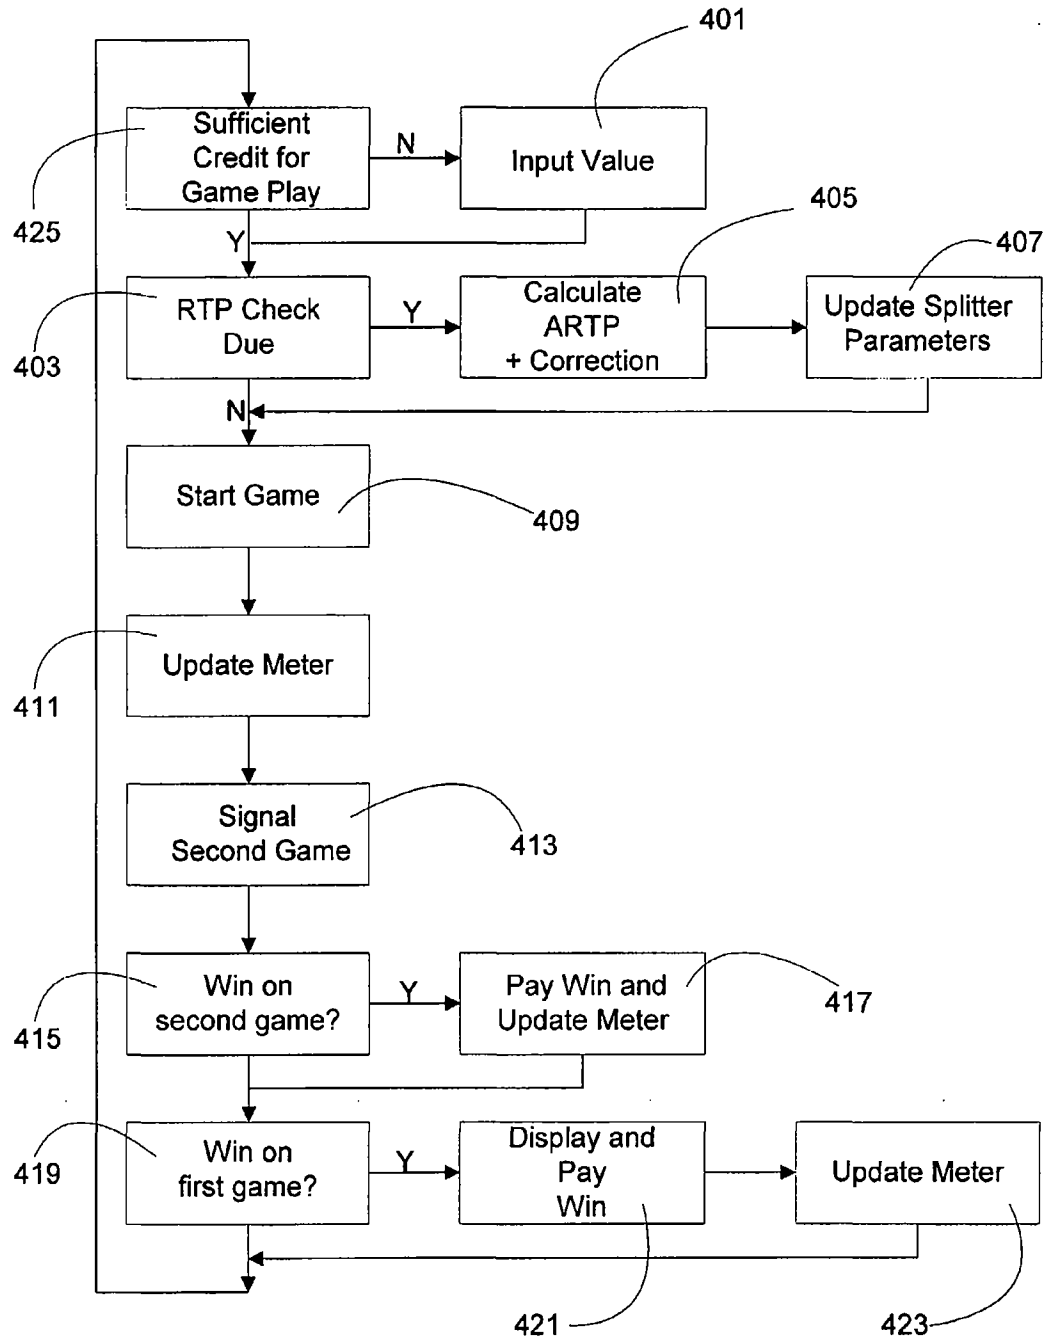 401
Sufficient
Credit for
Game Play
N
Input Value
425
Y
405
407
RTP Check
Due
Y
Calculate
ARTP
+ Correction
Update Splitter
Parameters
403
N
Start Game
409
Update Meter
411
Signal
Second Game
413
Win on
second game?
Y
Pay Win and
Update Meter
415
417
Win on
first game?
Y
Display and
Pay
Win
Update Meter
419
421
423